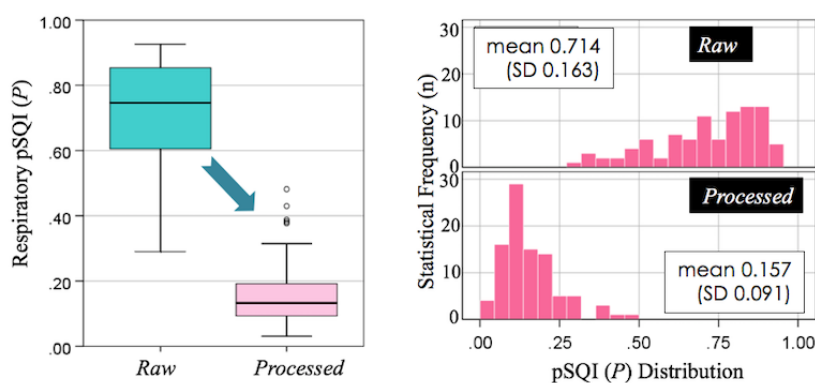 Respiratory pSQI (P)
1.00
.80
.60
.40
.20
.00
Raw
Processed
Statistical Frequency (n)
30
20
10
0
mean 0.714
(SD 0.163)
Raw
30
20
10
0
Processed
mean 0.157
(SD 0.091)
.00
.25
.50
.75
1.00
pSQI (P) Distribution